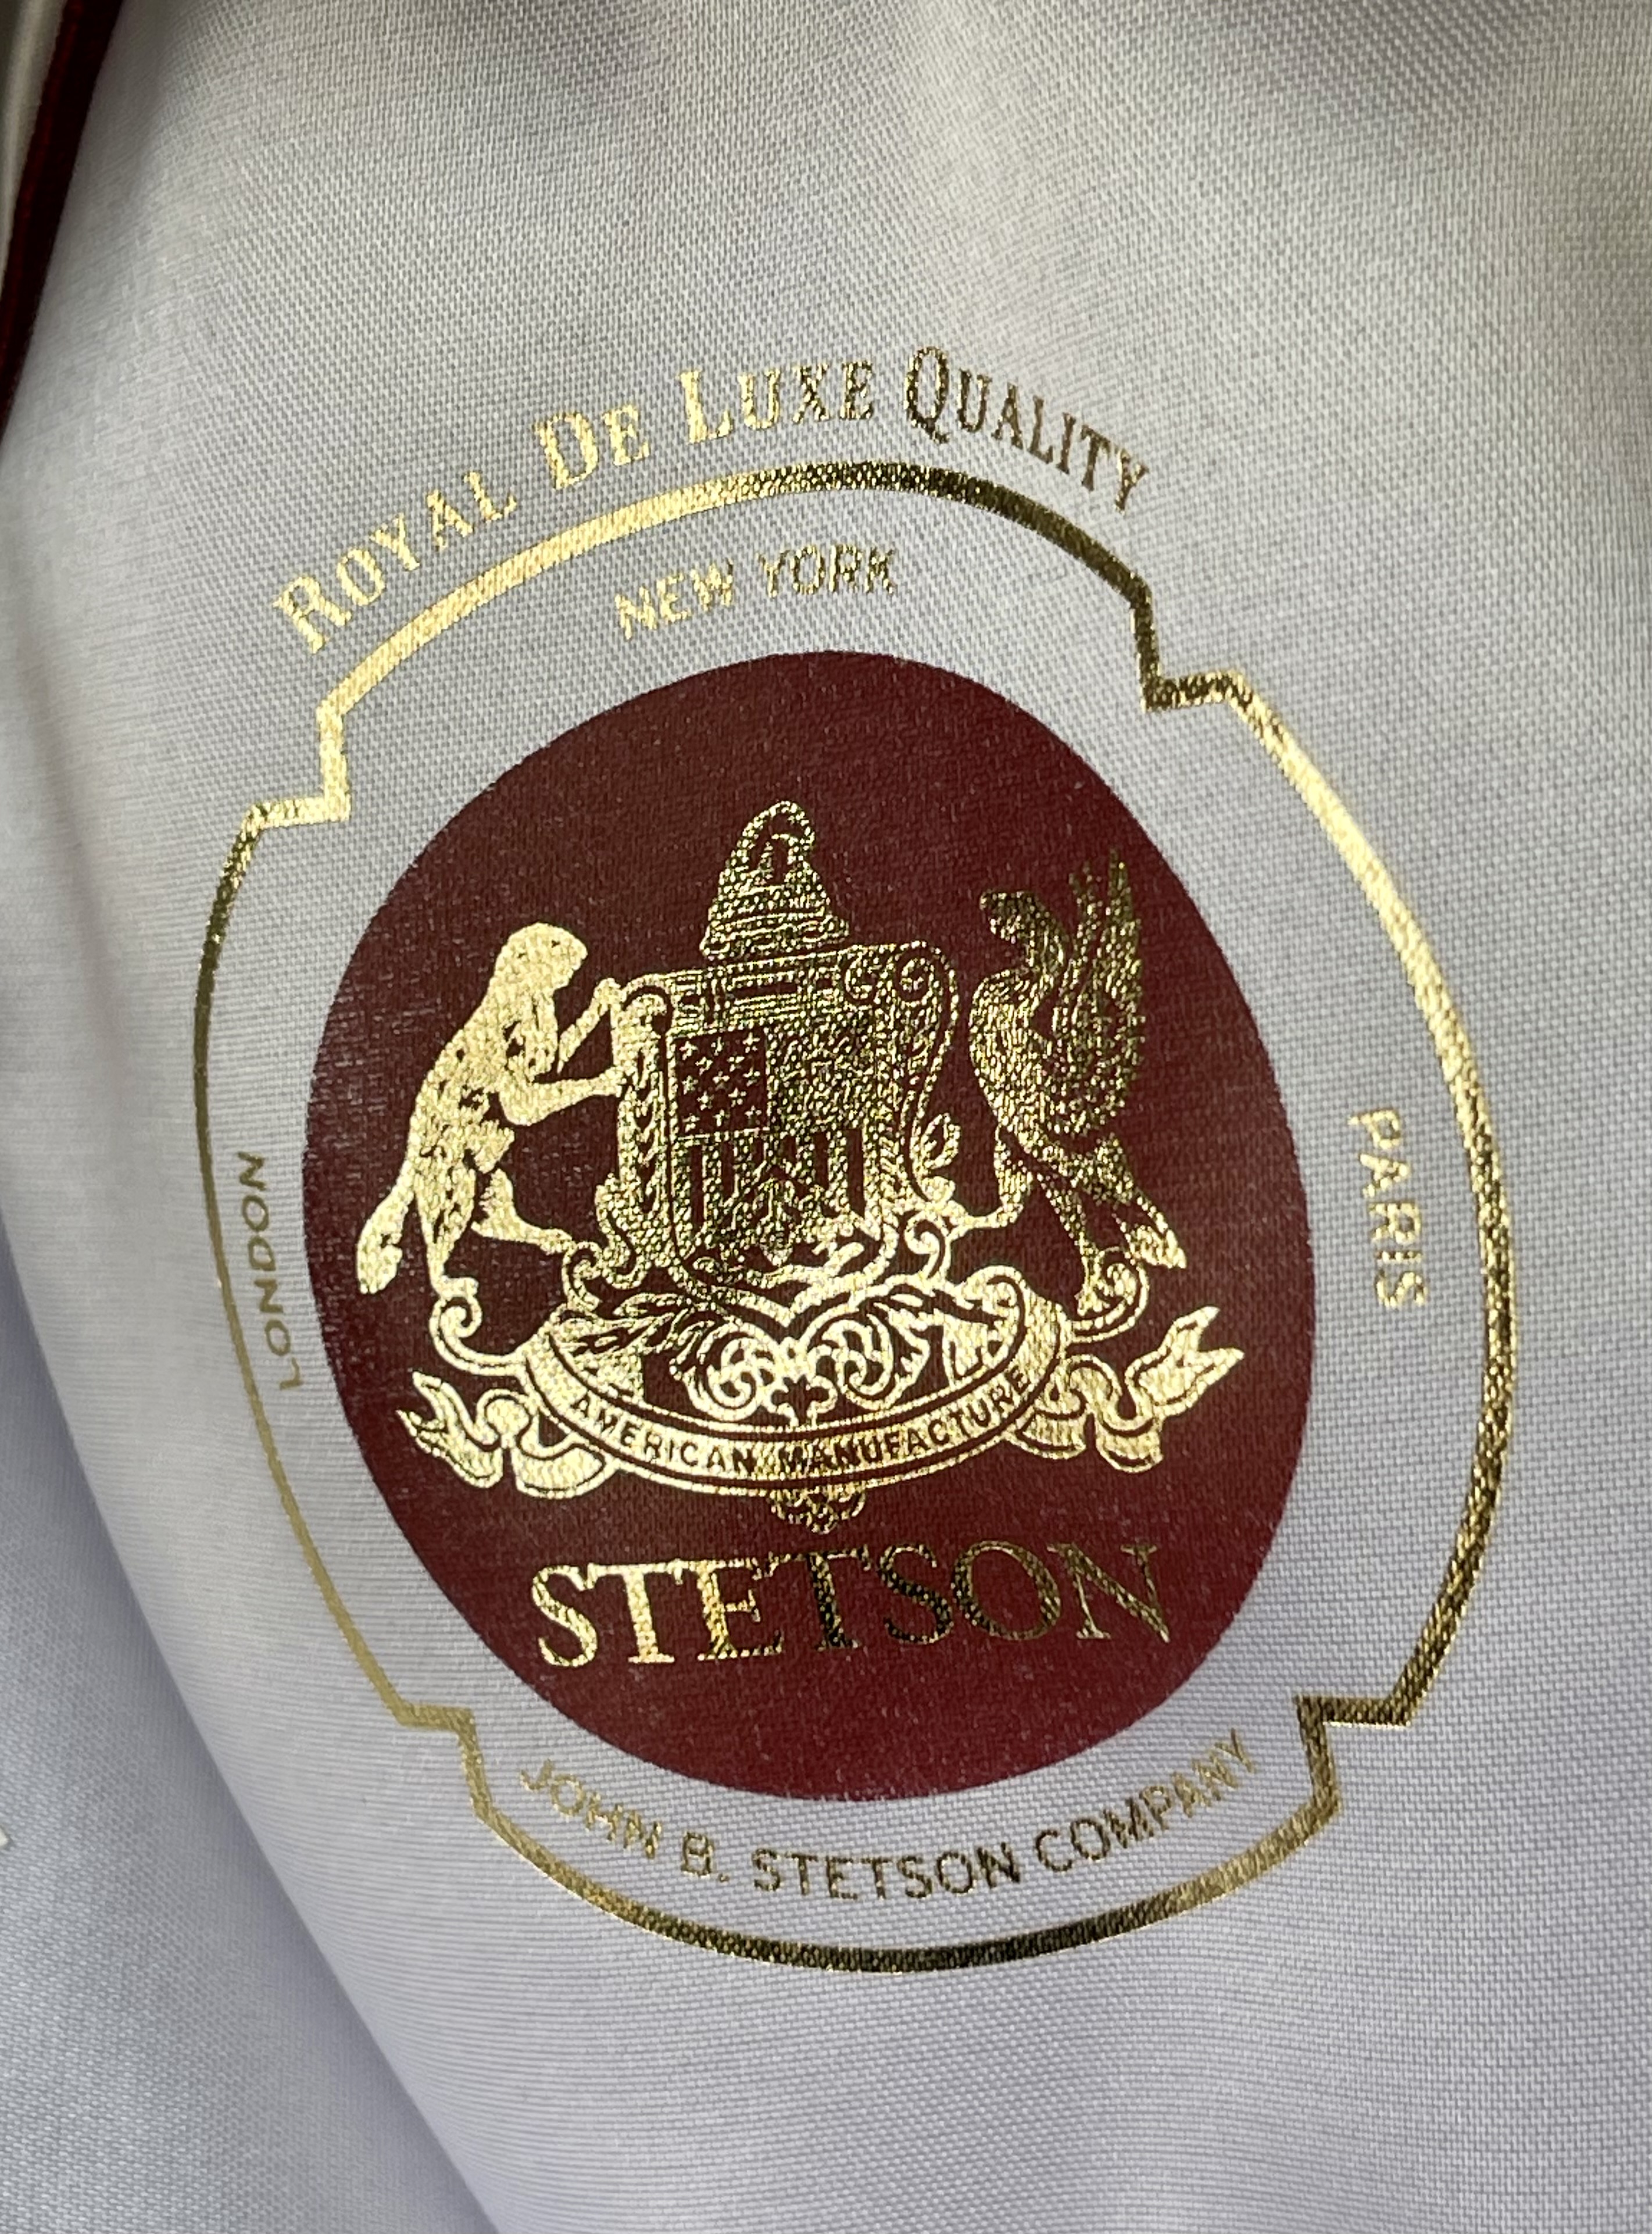 ROYAL DE LUXE QUALITY
NEW YORK
LONDON
PARIS
AMERICAN MANUFACTURE
STETSON
JOHN B. STETSON COMPANY